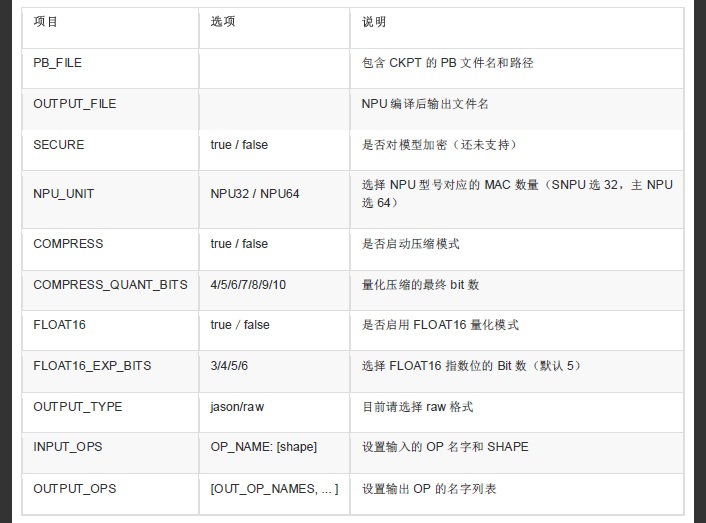 项目 选项 说明
PB_FILE 包含 CKPT 的 PB 文件名和路径
OUTPUT_FILE NPU 编译后输出文件名
SECURE true / false 是否对模型加密（还未支持）
NPU_UNIT NPU32 / NPU64 选择 NPU 型号对应的 MAC 数量（SNPU 选 32，主 NPU
选 64）
COMPRESS true / false 是否启动压缩模式
COMPRESS_QUANT_BITS 4/5/6/7/8/9/10 量化压缩的最终 bit 数
FLOAT16 true / false 是否启用 FLOAT16 量化模式
FLOAT16_EXP_BITS 3/4/5/6 选择 FLOAT16 指数位的 Bit 数（默认 5）
OUTPUT_TYPE jason/raw 目前请选择 raw 格式
INPUT_OPS OP_NAME: [shape] 设置输入的 OP 名字和 SHAPE
OUTPUT_OPS [OUT_OP_NAMES, ... ] 设置输出 OP 的名字列表